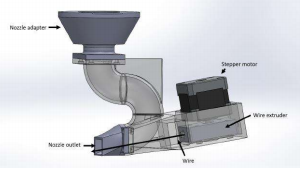 Nozzle adapter
Stepper motor
Wire extruder
Nozzle outlet
Wire